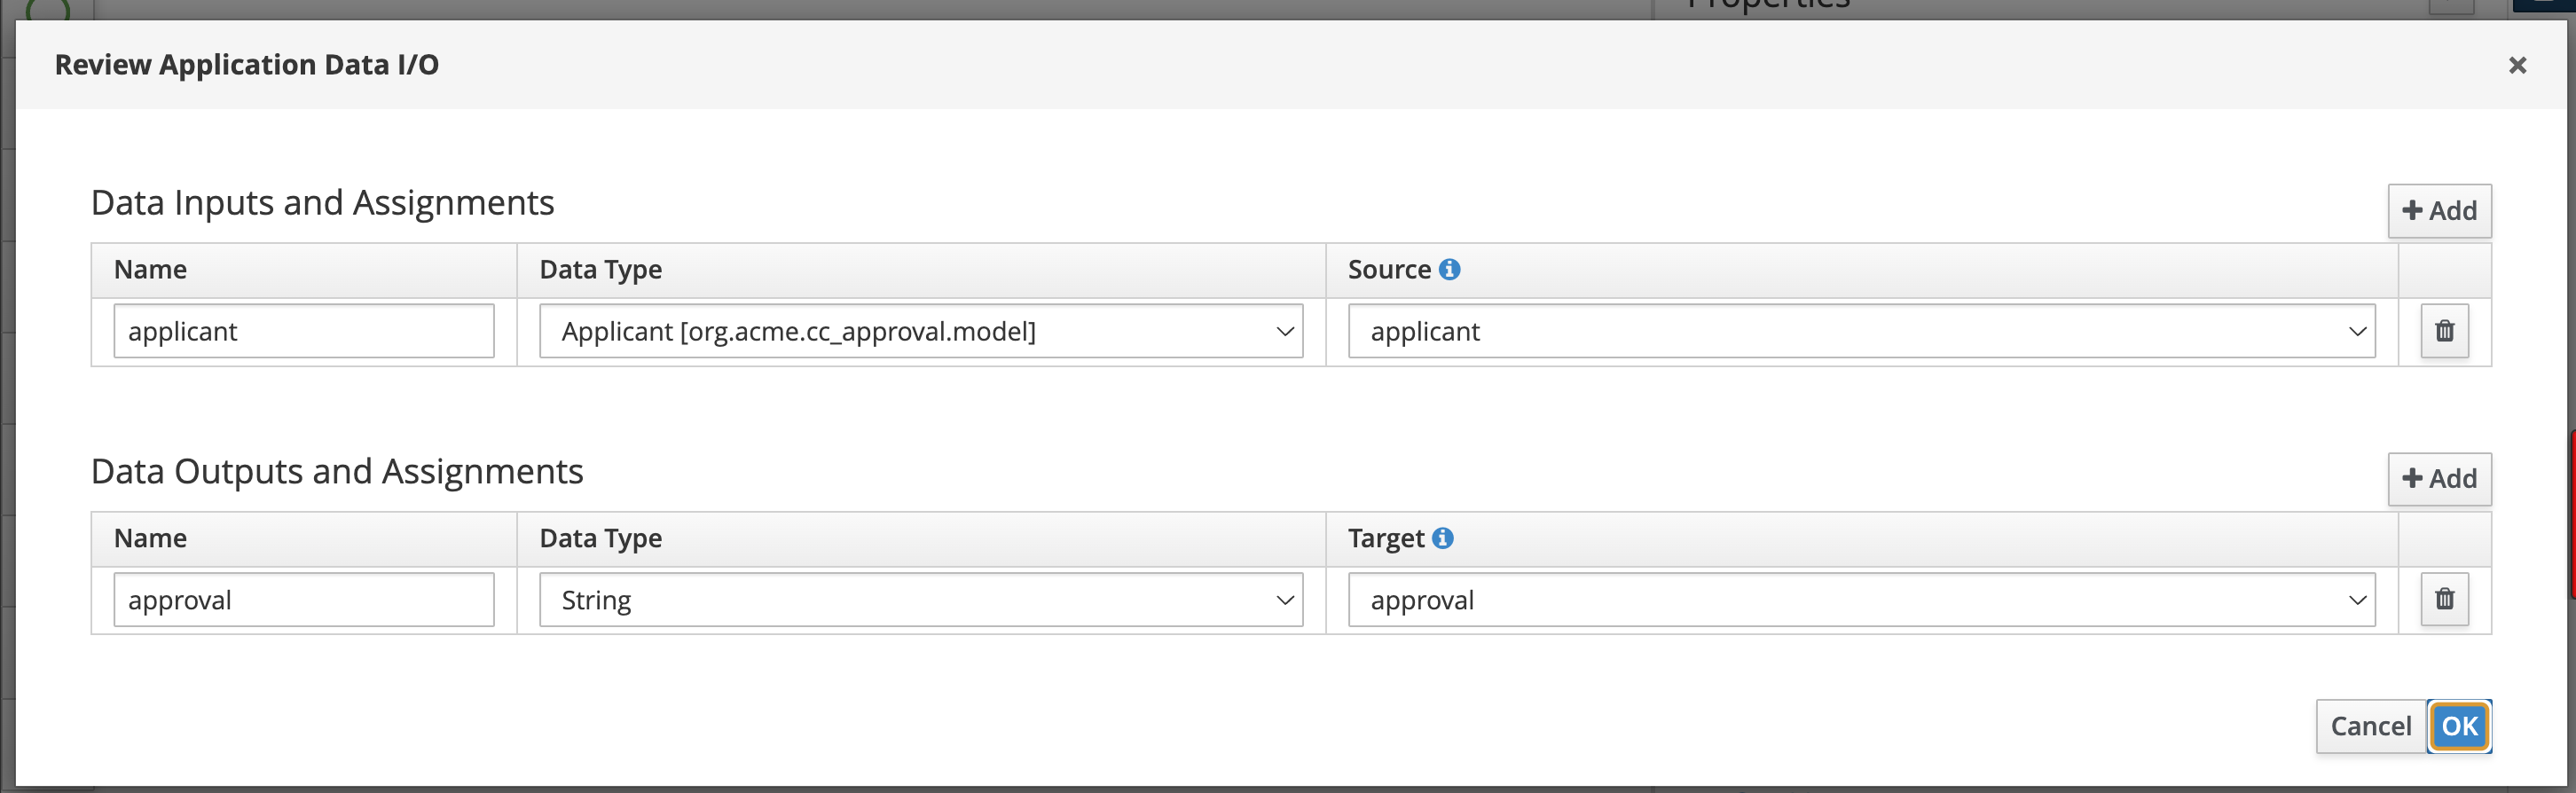 Properties
Review Application Data I/O
Data Inputs and Assignments
Add
Name Data Type Source
applicant Applicant [org.acme.cc_approval.model] applicant
Data Outputs and Assignments
Add
Name Data Type Target
approval String approval
Cancel OK